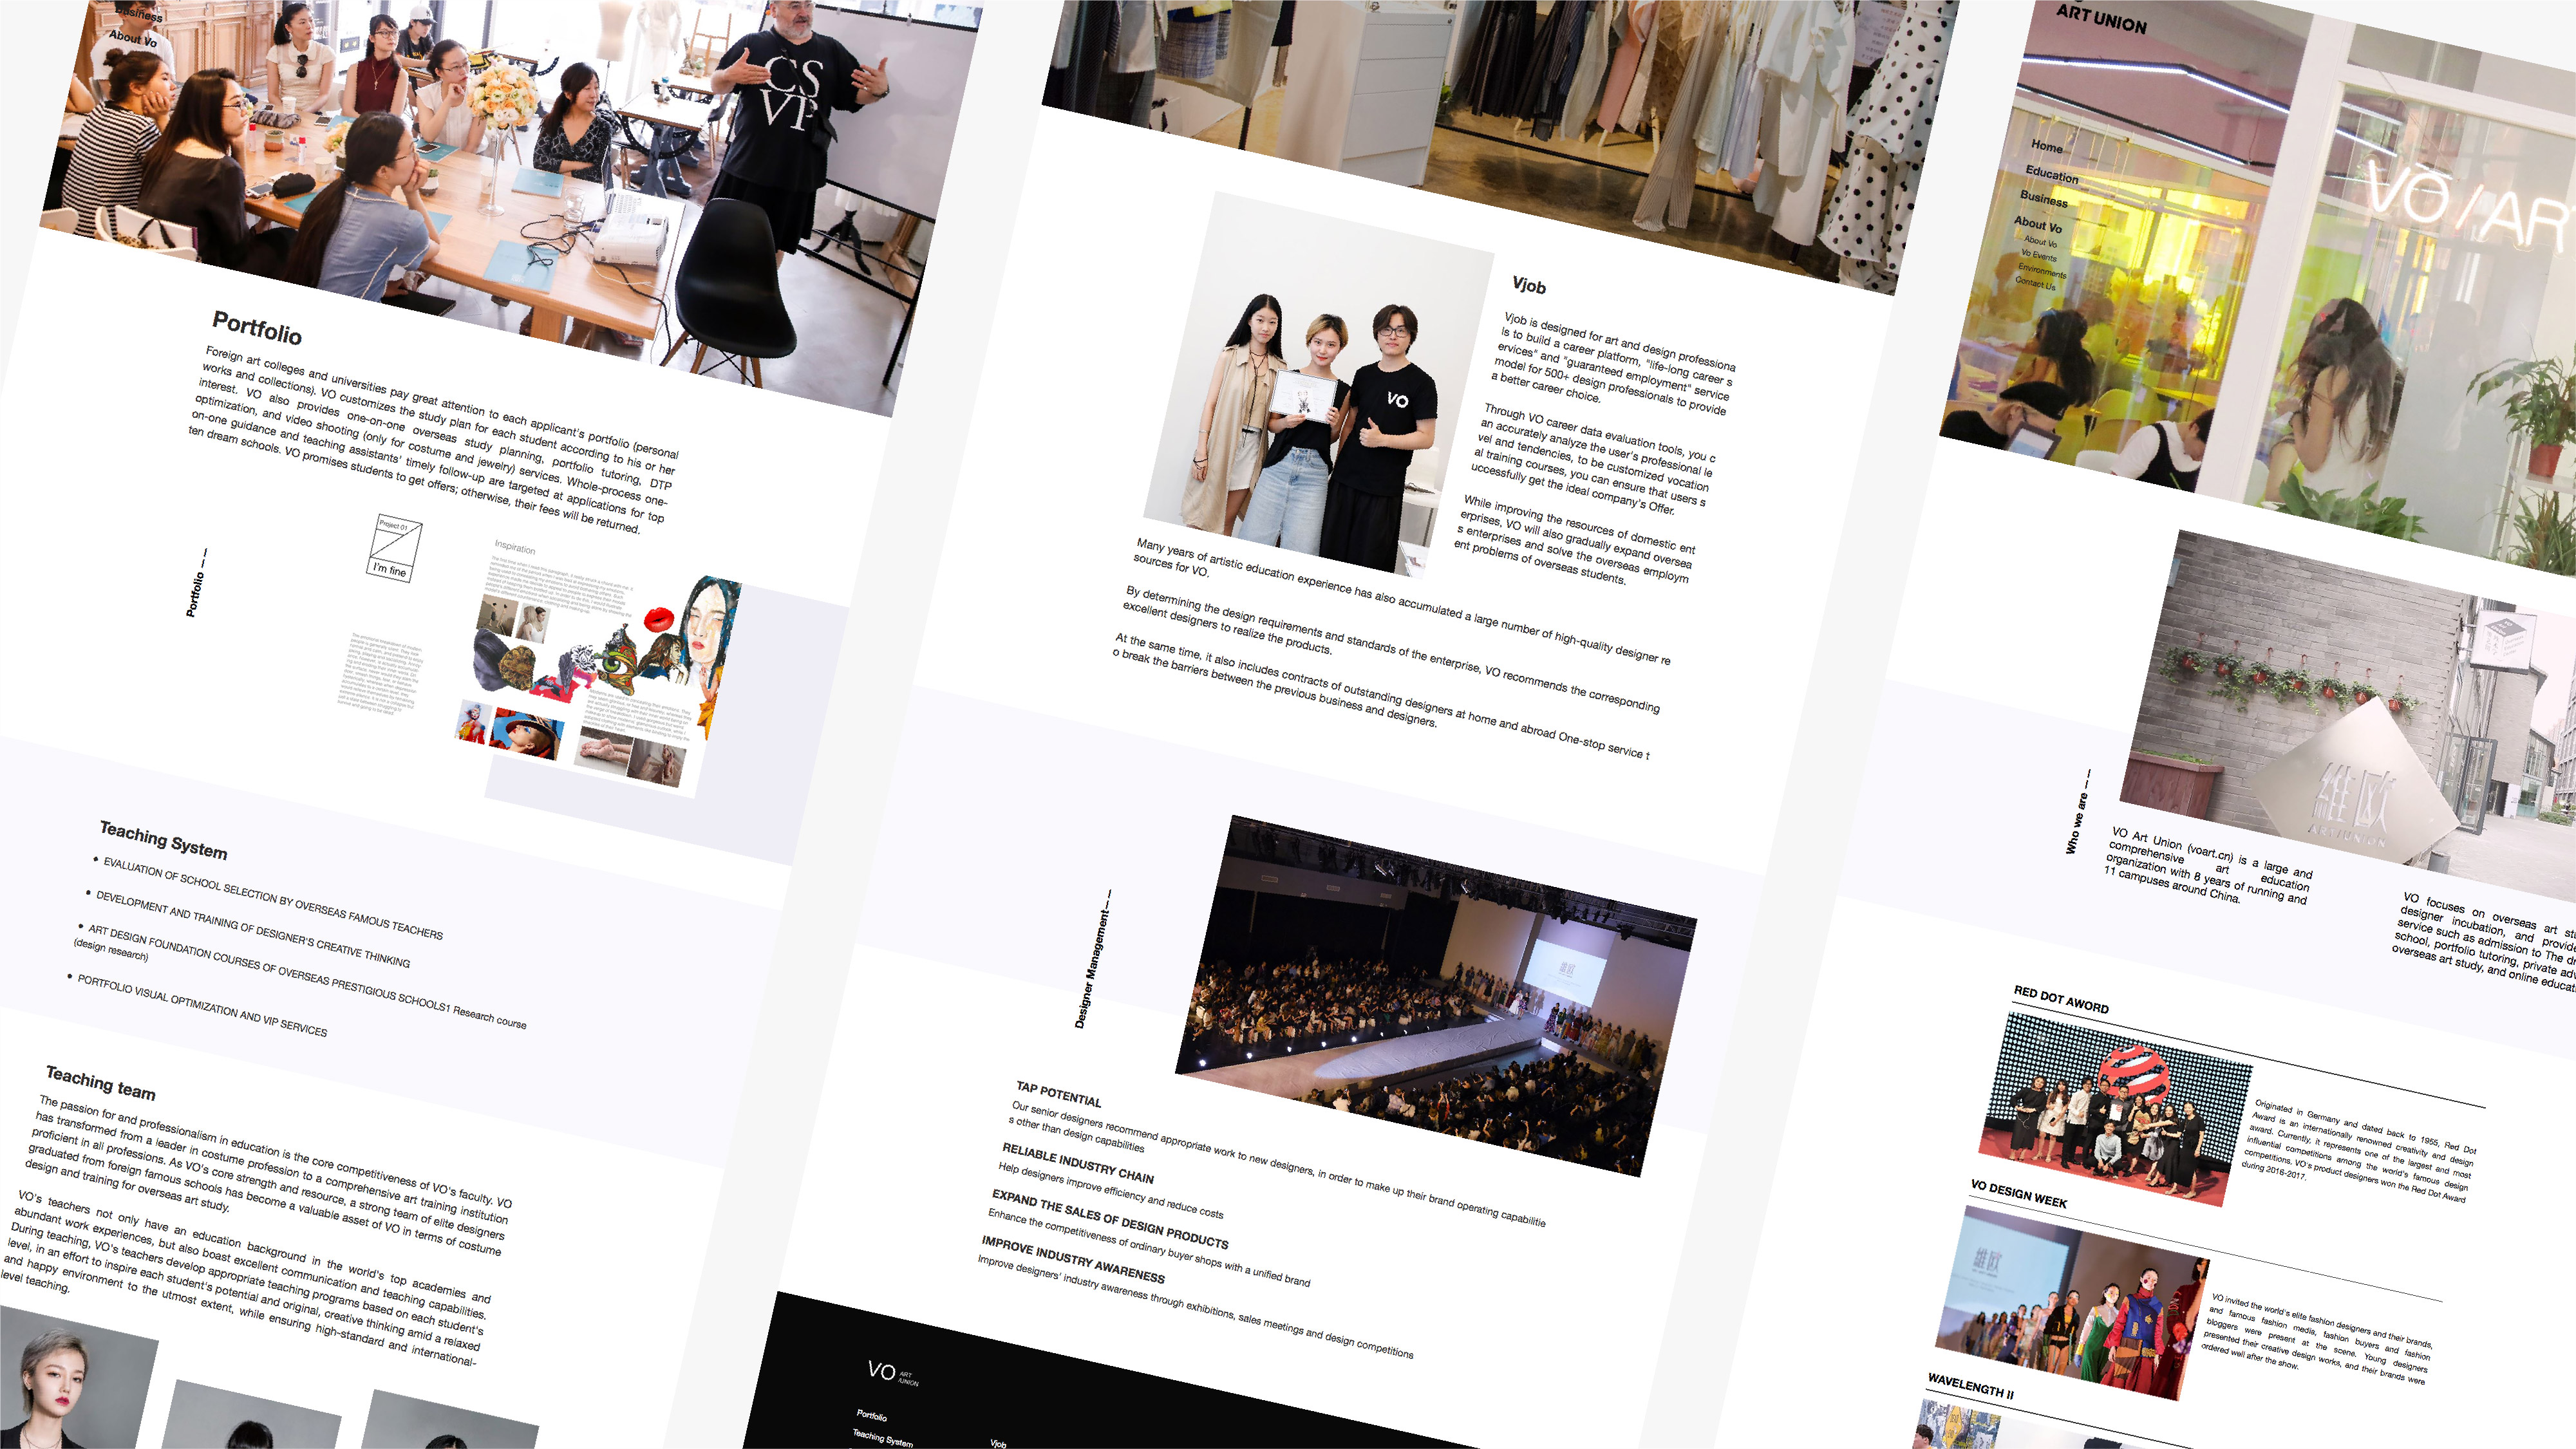 Business
About Vo
CS
VP
Portfolio
Foreign art colleges and universities pay great attention to each applicant's portfolio (personal
works and collections). VO customizes the study plan for each student according to his or her
interest. VO also provides one-on-one overseas study planning, portfolio tutoring, DTP
optimization, and video shooting (only for costume and jewelry) services. Whole-process one-
on-one guidance and teaching assistants' timely follow-up are targeted at applications for top
ten dream schools. VO promises students to get offers; otherwise, their fees will be returned.
Portfolio ——
Project 01
I'm fine
Inspiration
Teaching System
• EVALUATION OF SCHOOL SELECTION BY OVERSEAS FAMOUS TEACHERS
• DEVELOPMENT AND TRAINING OF DESIGNER'S CREATIVE THINKING
• ART DESIGN FOUNDATION COURSES OF OVERSEAS PRESTIGIOUS SCHOOLS1 Research course
(design research)
• PORTFOLIO VISUAL OPTIMIZATION AND VIP SERVICES
Teaching team
The passion for and professionalism in education is the core competitiveness of VO's faculty. VO
has transformed from a leader in costume profession to a comprehensive art training institution
proficient in all professions. As VO's core strength and resource, a strong team of elite designers
graduated from foreign famous schools has become a valuable asset of VO in terms of costume
design and training for overseas art study.
VO's teachers not only have an education background in the world's top academies and
abundant work experiences, but also boast excellent communication and teaching capabilities.
During teaching, VO's teachers develop appropriate teaching programs based on each student's
level, in an effort to inspire each student's potential and original, creative thinking amid a relaxed
and happy environment to the utmost extent, while ensuring high-standard and international-
level teaching.
VO
Vjob
Vjob is designed for art and design professiona
ls to build a career platform, "life-long career s
ervices" and "guaranteed employment" service
model for 500+ design professionals to provide
a better career choice.
Through VO career data evaluation tools, you c
an accurately analyze the user's professional le
vel and tendencies, to be customized vocation
al training courses, you can ensure that users s
uccessfully get the ideal company's Offer.
While improving the resources of domestic ent
erprises, VO will also gradually expand oversea
s enterprises and solve the overseas employm
ent problems of overseas students.
Many years of artistic education experience has also accumulated a large number of high-quality designer re
sources for VO.
By determining the design requirements and standards of the enterprise, VO recommends the corresponding
excellent designers to realize the products.
At the same time, it also includes contracts of outstanding designers at home and abroad One-stop service t
o break the barriers between the previous business and designers.
Designer Management——
維欧
TAP POTENTIAL
Our senior designers recommend appropriate work to new designers, in order to make up their brand operating capabilitie
s other than design capabilities
RELIABLE INDUSTRY CHAIN
Help designers improve efficiency and reduce costs
EXPAND THE SALES OF DESIGN PRODUCTS
Enhance the competitiveness of ordinary buyer shops with a unified brand
IMPROVE INDUSTRY AWARENESS
Improve designers' industry awareness through exhibitions, sales meetings and design competitions
VO ART
/UNION
Portfolio
Teaching System
Vjob
ART UNION
Home
Education
Business
About Vo
About Vo
Vo Events
Environments
Contact Us
VO /AR
維欧
ART/UNION
Who we are ——
VO Art Union (voart.cn) is a large and
comprehensive art education
organization with 8 years of running and
11 campuses around China.
VO focuses on overseas art
designer incubation, and
service such as admission to The
school, portfolio tutoring, private
overseas art study, and online
RED DOT AWORD
Originated in Germany and dated back to 1955, Red Dot
Award is an internationally renowned creativity and design
award. Currently, it represents one of the largest and most
influential competitions among the world's famous design
competitions. VO's product designers won the Red Dot Award
during 2016-2017.
VO DESIGN WEEK
維欧
VO invited the world's elite fashion designers and their brands,
and famous fashion media, fashion buyers and fashion
bloggers were present at the scene. Young designers
presented their creative design works, and their brands were
ordered well after the show.
WAVELENGTH II